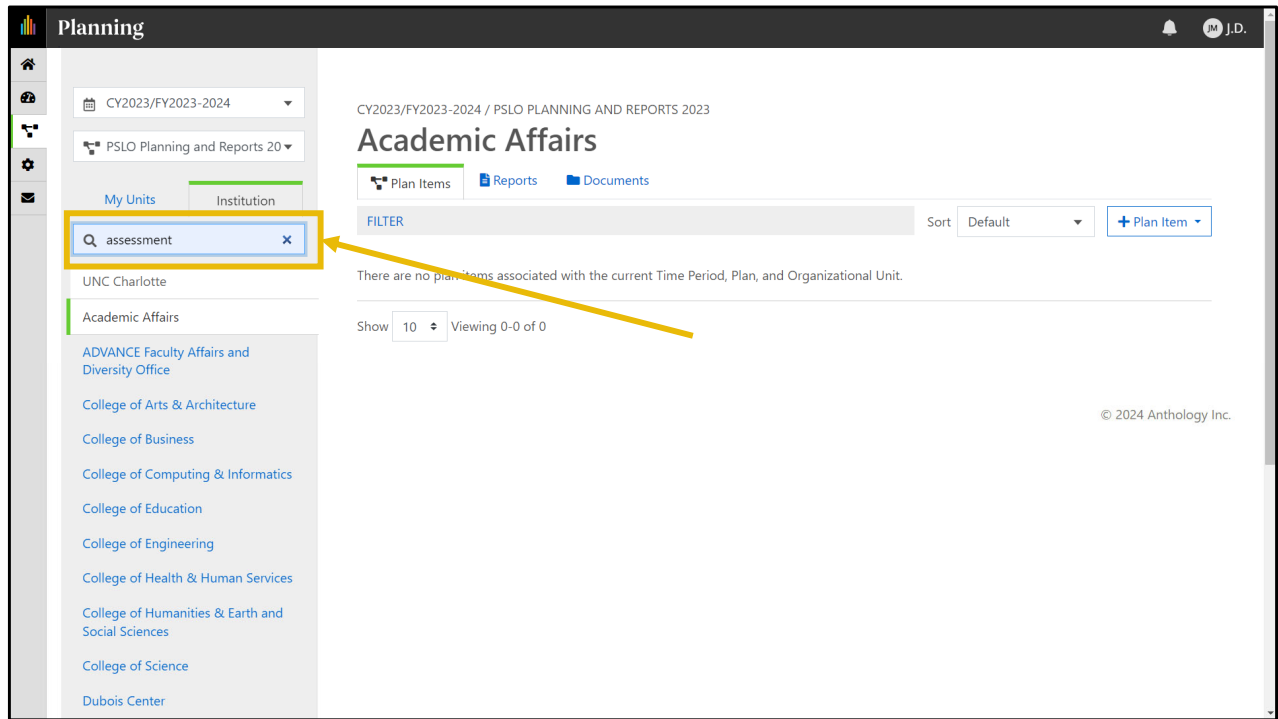 Planning
JM J.D.
CY2023/FY2023-2024
PSLO Planning and Reports 20
My Units
Institution
assessment
UNC Charlotte
Academic Affairs
ADVANCE Faculty Affairs and
Diversity Office
College of Arts & Architecture
College of Business
College of Computing & Informatics
College of Education
College of Engineering
College of Health & Human Services
College of Humanities & Earth and
Social Sciences
College of Science
Dubois Center
CY2023/FY2023-2024 / PSLO PLANNING AND REPORTS 2023
Academic Affairs
Plan Items
Reports
Documents
FILTER
Sort
Default
+ Plan Item
There are no plan items associated with the current Time Period, Plan, and Organizational Unit.
Show 10 Viewing 0-0 of 0
© 2024 Anthology Inc.